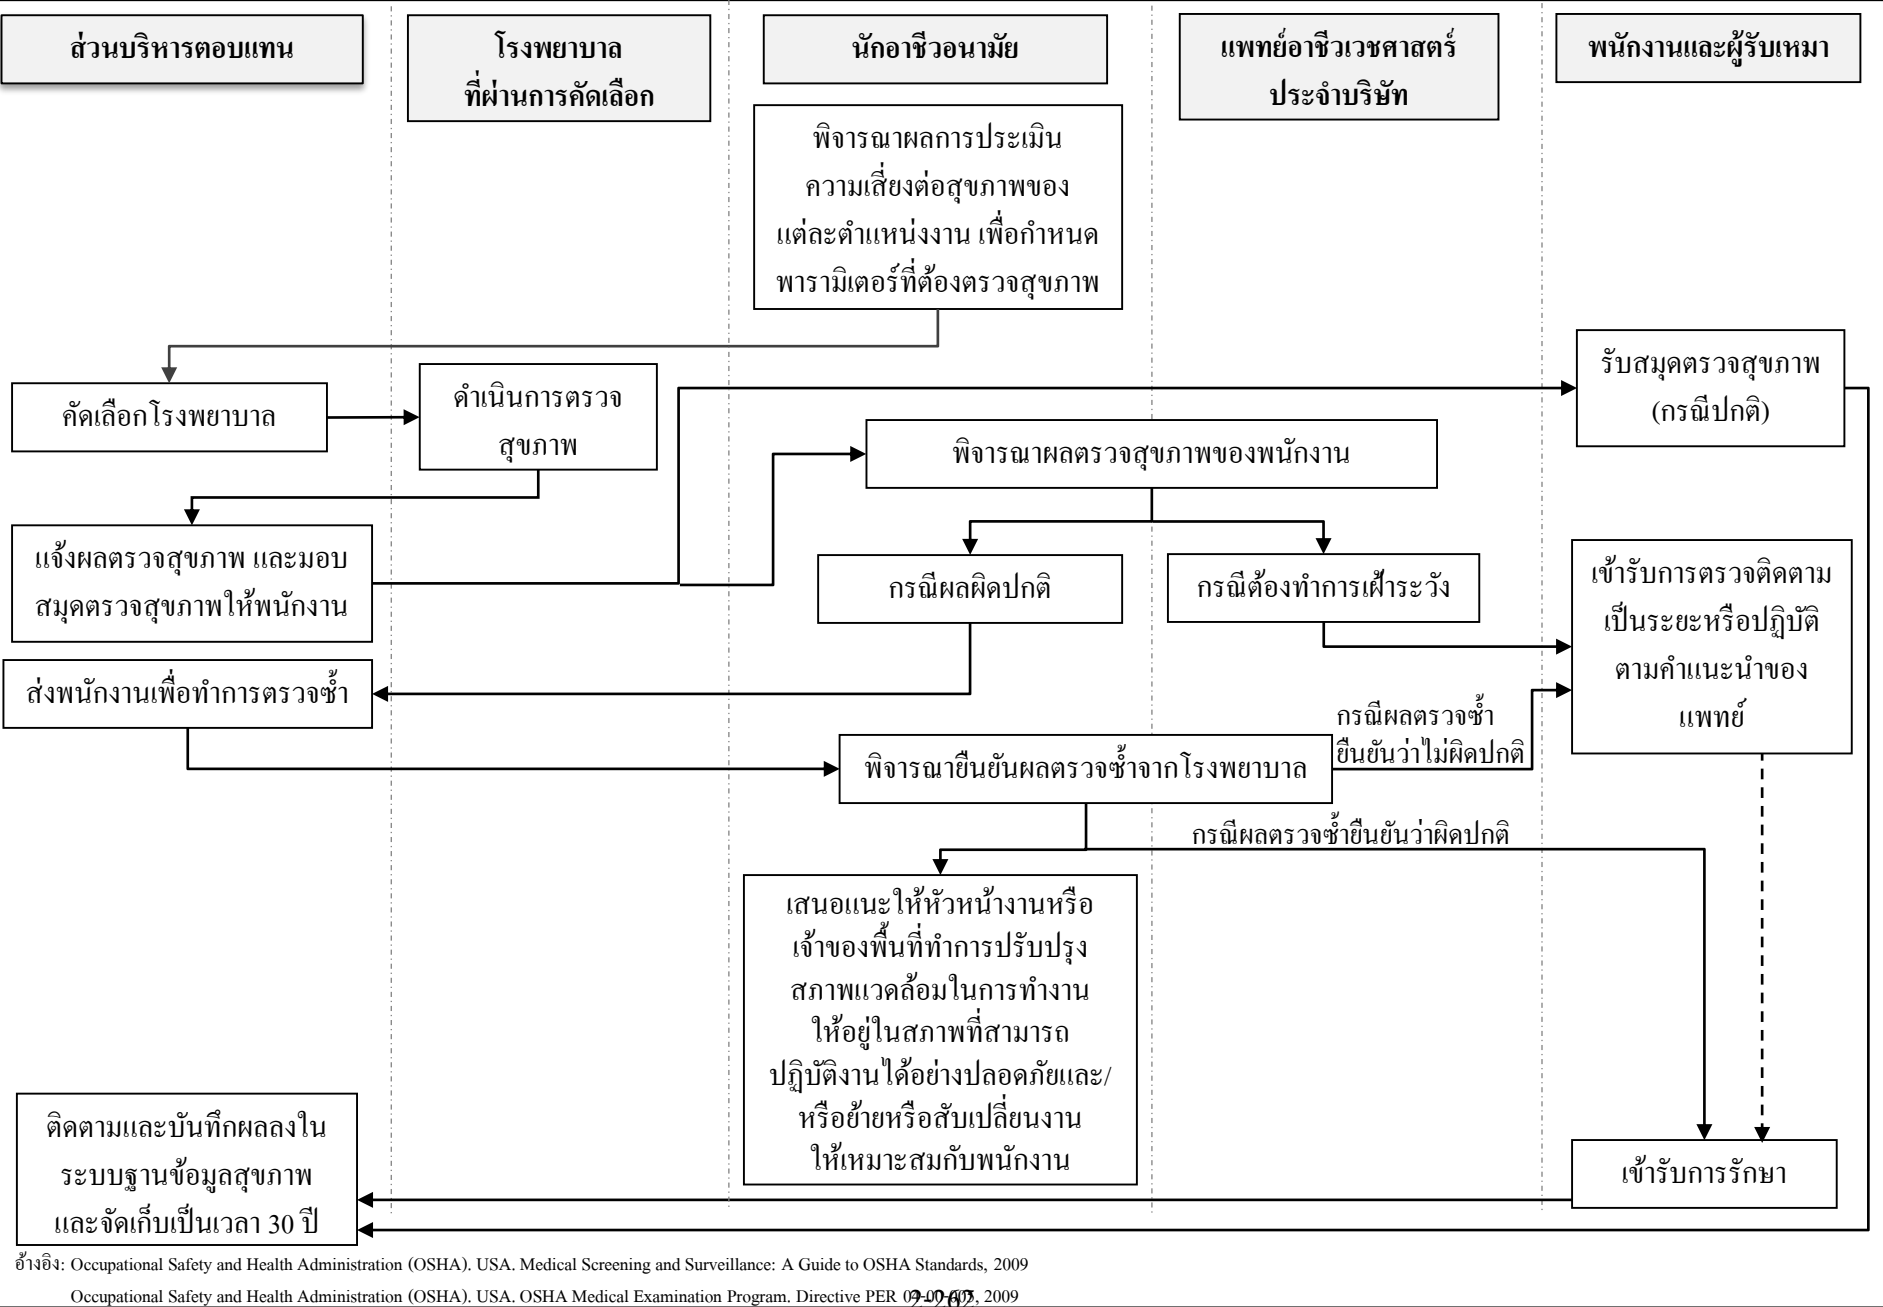 ส่วนบริหารตอบแทน
โรงพยาบาล
ที่ผ่านการคัดเลือก
นักอาชีวอนามัย
แพทย์อาชีวเวชศาสตร์
ประจำบริษัท
พนักงานและผู้รับเหมา
พิจารณาผลการประเมิน
ความเสี่ยงต่อสุขภาพของ
แต่ละตำแหน่งงาน เพื่อกำหนด
พารามิเตอร์ที่ต้องตรวจสุขภาพ
คัดเลือกโรงพยาบาล
ดำเนินการตรวจ
สุขภาพ
รับสมุดตรวจสุขภาพ
(กรณีปกติ)
พิจารณาผลตรวจสุขภาพของพนักงาน
แจ้งผลตรวจสุขภาพ และมอบ
สมุดตรวจสุขภาพให้พนักงาน
กรณีผลผิดปกติ
กรณีต้องทำการเฝ้าระวัง
เข้ารับการตรวจติดตาม
เป็นระยะหรือปฏิบัติ
ตามคำแนะนำของ
แพทย์
ส่งพนักงานเพื่อทำการตรวจซ้ำ
กรณีผลตรวจซ้ำ
ยืนยันว่าไม่ผิดปกติ
พิจารณายืนยันผลตรวจซ้ำจากโรงพยาบาล
กรณีผลตรวจซ้ำยืนยันว่าผิดปกติ
เสนอแนะให้หัวหน้างานหรือ
เจ้าของพื้นที่ทำการปรับปรุง
สภาพแวดล้อมในการทำงาน
ให้อยู่ในสภาพที่สามารถ
ปฏิบัติงานได้อย่างปลอดภัยและ/
หรือย้ายหรือสับเปลี่ยนงาน
ให้เหมาะสมกับพนักงาน
ติดตามและบันทึกผลลงใน
ระบบฐานข้อมูลสุขภาพ
และจัดเก็บเป็นเวลา 30 ปี
เข้ารับการรักษา
อ้างอิง: Occupational Safety and Health Administration (OSHA). USA. Medical Screening and Surveillance: A Guide to OSHA Standards, 2009
Occupational Safety and Health Administration (OSHA). USA. OSHA Medical Examination Program. Directive PER 2009